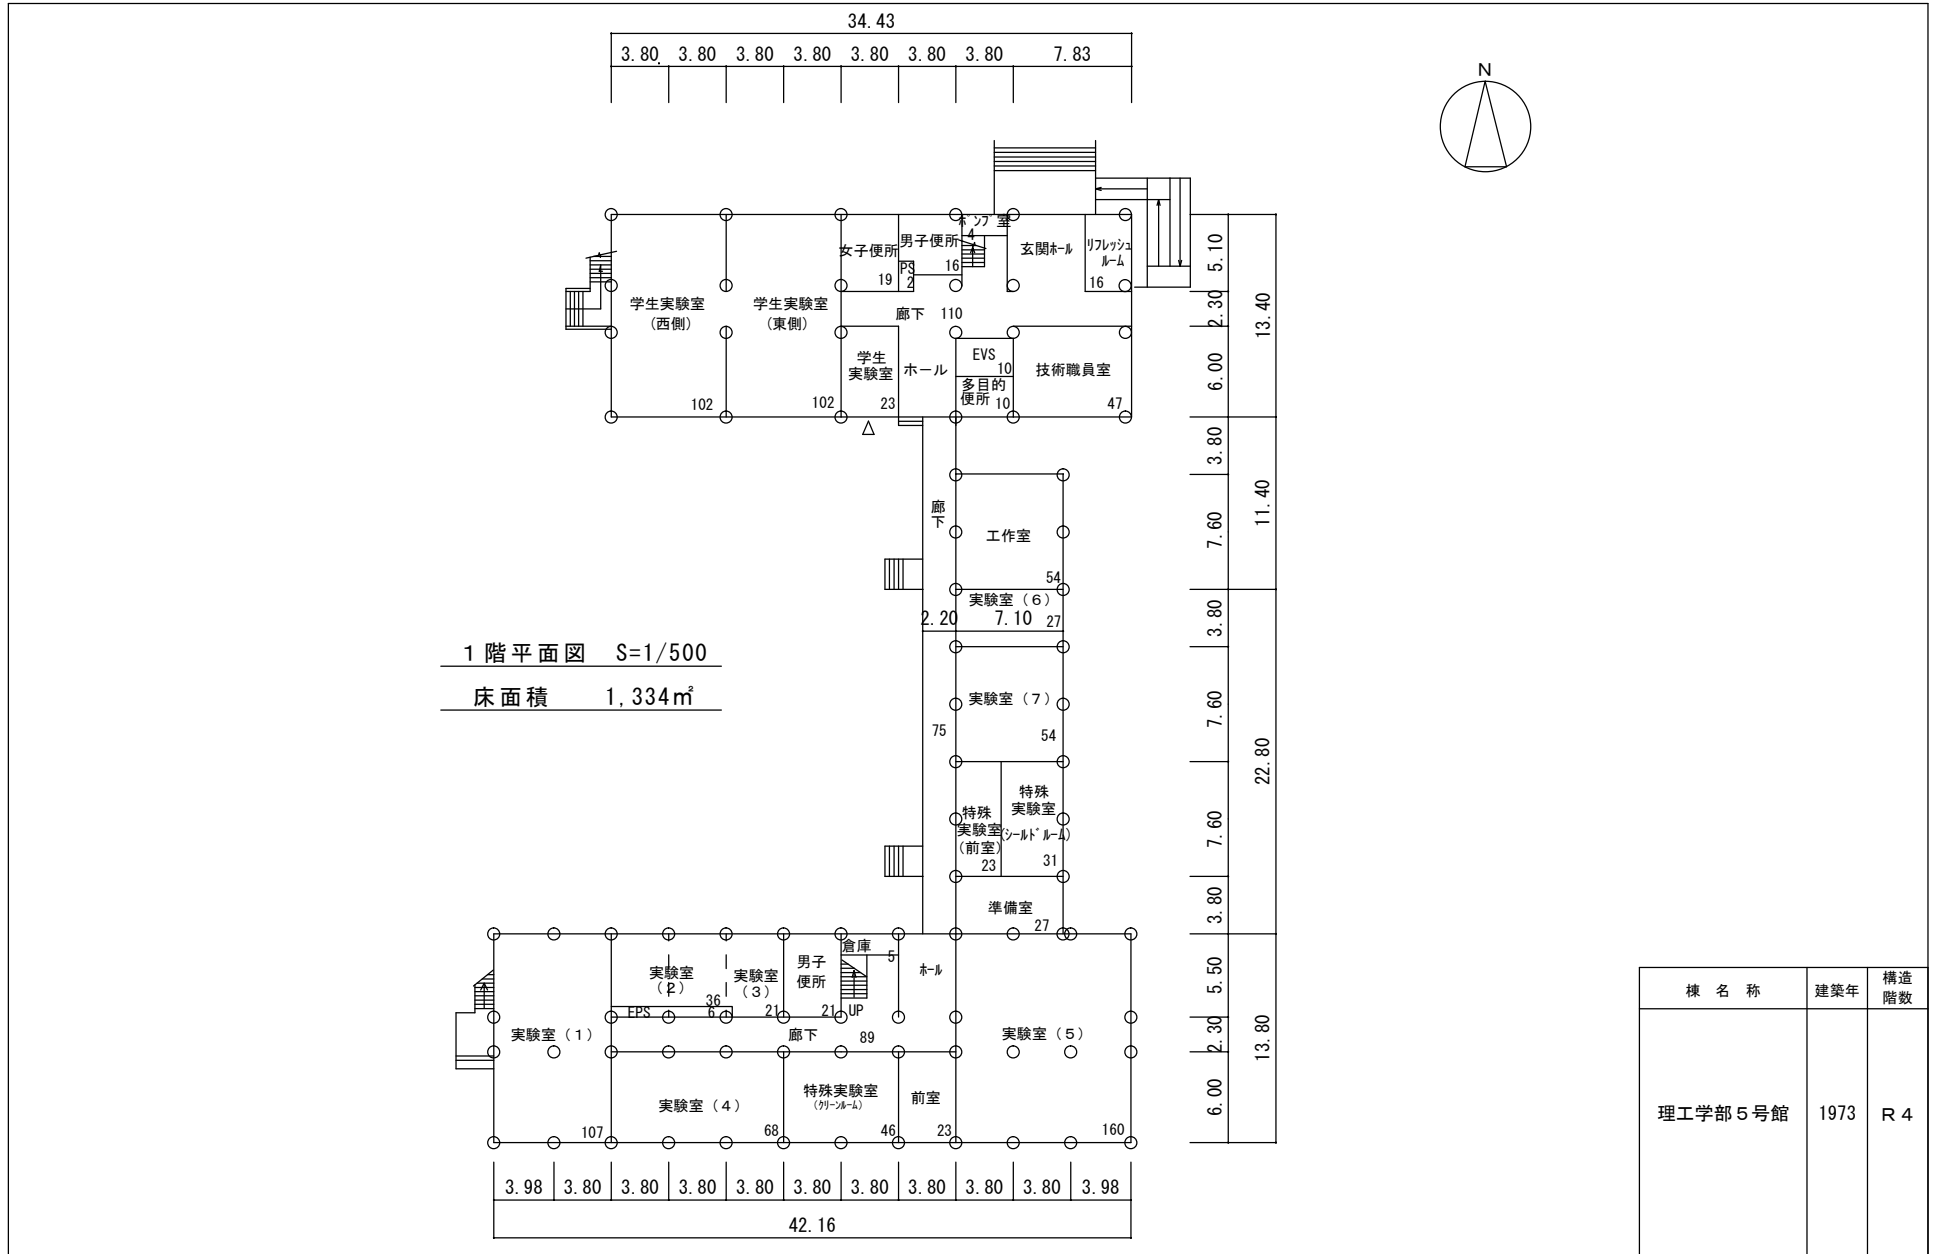 34.43
3.80 3.80 3.80 3.80 3.80 3.80 3.80 7.83
N
ポンプ室
4
女子便所
19
男子便所
16
PS
2
玄関ホール
リフレッシュ
ルーム
16
学生実験室
(西側)
102
学生実験室
(東側)
102
廊下 110
学生
実験室
23
ホール
EVS
10
多目的
便所 10
技術職員室
47
5.10
2.30
6.00
13.40
廊
下
工作室
54
実験室(6)
27
2.20 7.10
3.80
7.60
11.40
1階平面図 S=1/500
床面積 1,334㎡
実験室(7)
54
75
特殊
実験室
(前室)
23
特殊
実験室
(シールドルーム)
31
準備室
27
3.80
7.60
7.60
3.80
22.80
実験室(1)
107
実験室
(2)
36
EPS 6
実験室
(3)
21
男子
便所
21
倉庫
5
UP
ホール
廊下 89
実験室(4)
68
特殊実験室
(クリーンルーム)
46
前室
23
実験室(5)
160
5.50
2.30
6.00
13.80
3.98 3.80 3.80 3.80 3.80 3.80 3.80 3.80 3.80 3.80 3.98
42.16
棟名称 建築年 構造
階数
理工学部5号館 1973 R4